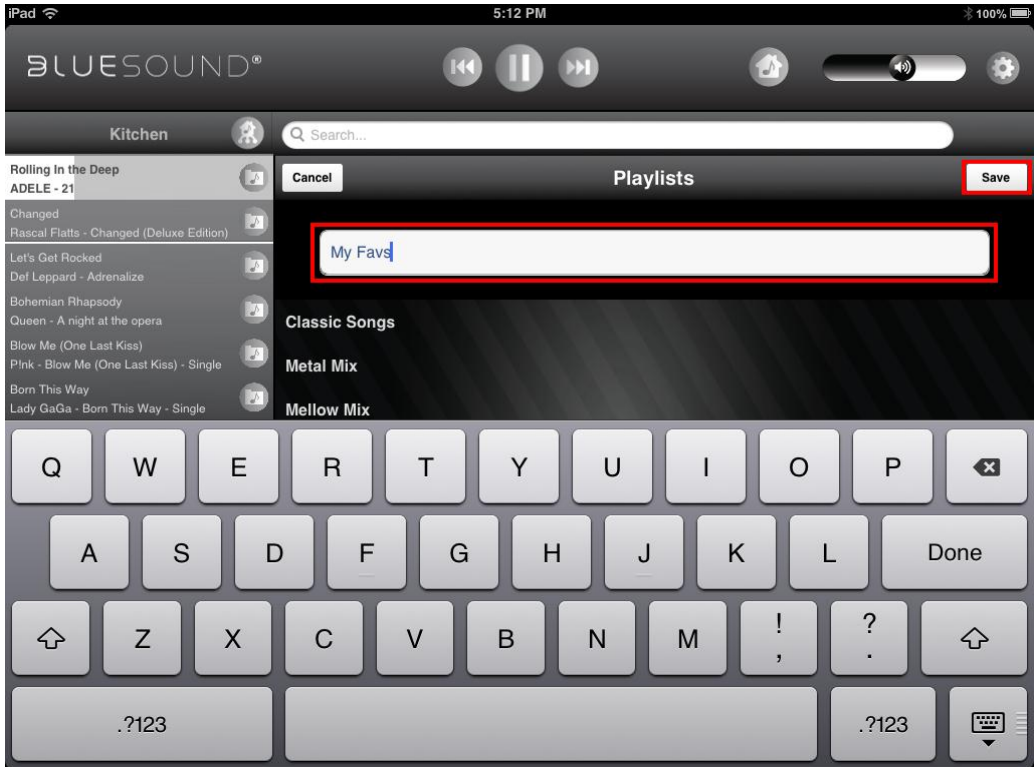 iPad 5:12 PM 100%
BLUESOUND®
Kitchen
Search...
Rolling In the Deep
ADELE - 21
Changed
Rascal Flatts - Changed (Deluxe Edition)
Let's Get Rocked
Def Leppard - Adrenalize
Bohemian Rhapsody
Queen - A night at the opera
Blow Me (One Last Kiss)
P!nk - Blow Me (One Last Kiss) - Single
Born This Way
Lady GaGa - Born This Way - Single
Cancel Playlists Save
My Favs
Classic Songs
Metal Mix
Mellow Mix
Q W E R T Y U I O P
A S D F G H J K L Done
Z X C V B N M ! , ? .
.?123 .?123